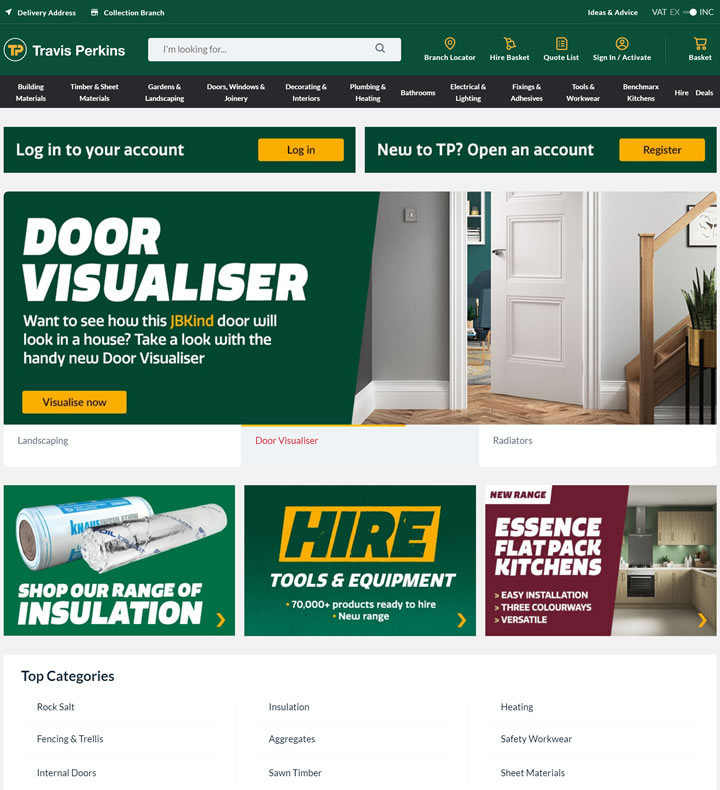 Delivery Address
Collection Branch
Ideas & Advice
VAT EX INC
TP Travis Perkins
I'm looking for...
Branch Locator
Hire Basket
Quote List
Sign In / Activate
Basket
Building Materials
Timber & Sheet Materials
Gardens & Landscaping
Doors, Windows & Joinery
Decorating & Interiors
Plumbing & Heating
Bathrooms
Electrical & Lighting
Fixings & Adhesives
Tools & Workwear
Benchmarx Kitchens
Hire
Deals
Log in to your account
Log in
New to TP? Open an account
Register
DOOR
VISUALISER
Want to see how this JBKind door will
look in a house? Take a look with the
handy new Door Visualiser
Visualise now
Landscaping
Door Visualiser
Radiators
KNAUFINSULATION
SHOP OUR RANGE OF
INSULATION
HIRE
TOOLS & EQUIPMENT
• 70,000+ products ready to hire
• New range
NEW RANGE
ESSENCE
FLAT PACK
KITCHENS
> EASY INSTALLATION
> THREE COLOURWAYS
> VERSATILE
Top Categories
Rock Salt
Insulation
Heating
Fencing & Trellis
Aggregates
Safety Workwear
Internal Doors
Sawn Timber
Sheet Materials